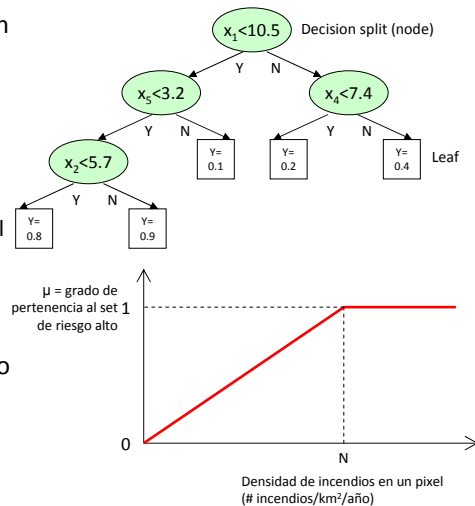 n
x₁<10.5
Decision split (node)
Y
N
x₅<3.2
x₄<7.4
Y
N
Y
N
x₂<5.7
Y=
0.1
Y=
0.2
Y=
0.4
Leaf
Y
N
l
Y=
0.8
Y=
0.9
μ = grado de
pertenencia al set
de riesgo alto
1
o
0
N
Densidad de incendios en un pixel
(# incendios/km²/año)